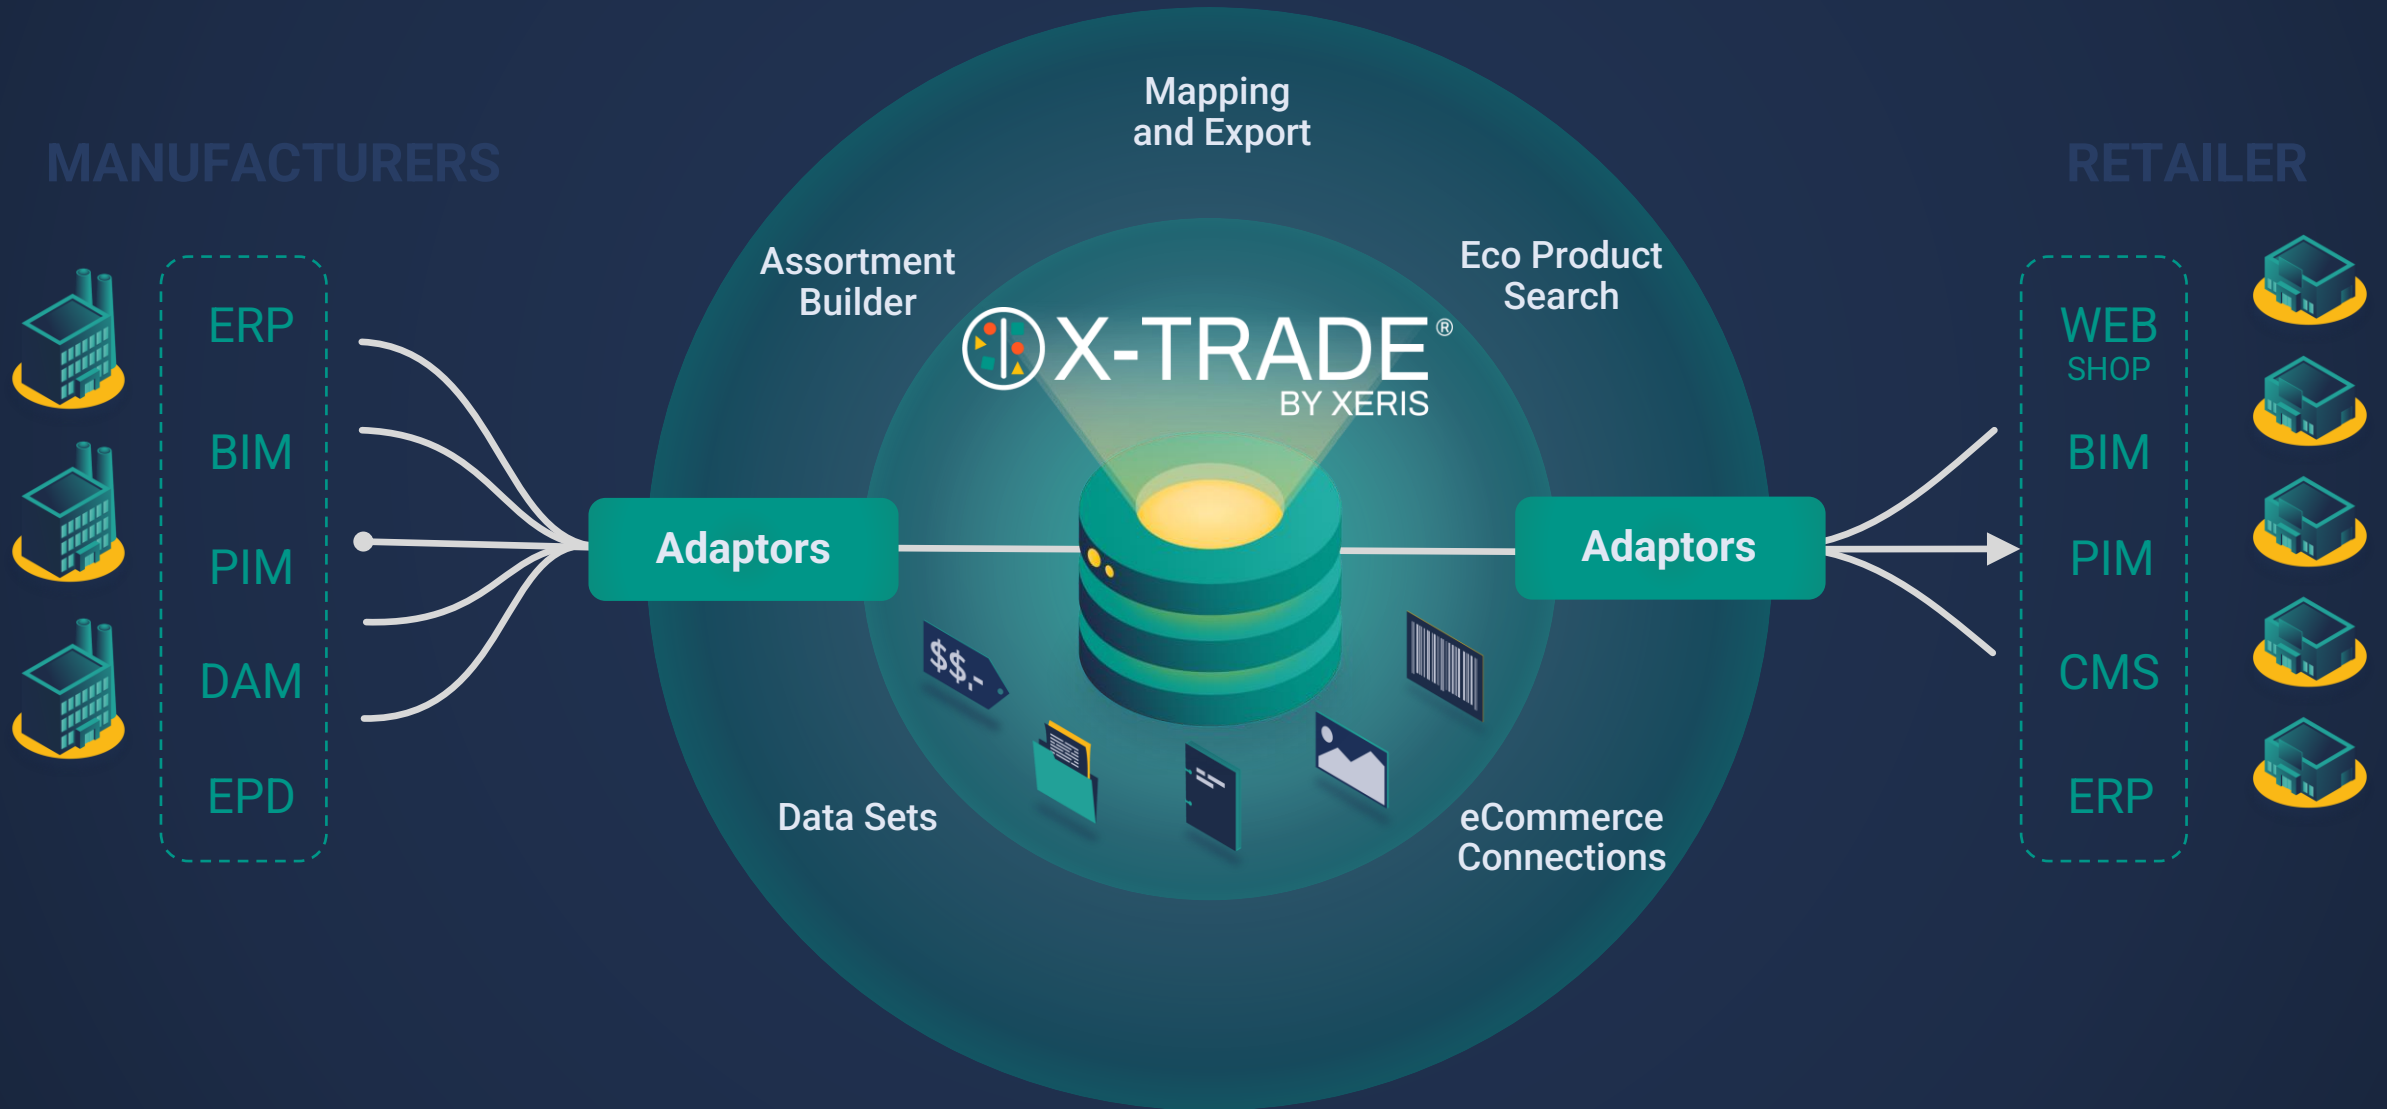 MANUFACTURERS
ERP
BIM
PIM
DAM
EPD
Adaptors
Mapping
and Export
Assortment
Builder
Eco Product
Search
X-TRADE®
BY XERIS
$$.-
Data Sets
eCommerce
Connections
Adaptors
RETAILER
WEB
SHOP
BIM
PIM
CMS
ERP